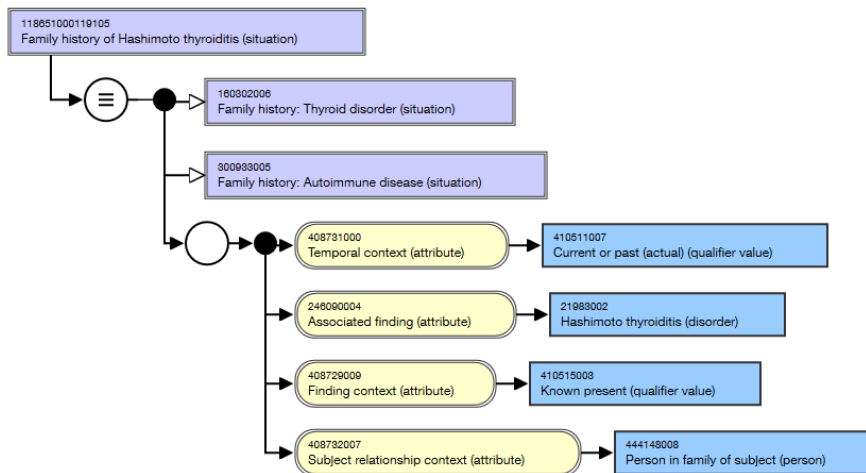 118651000119105
Family history of Hashimoto thyroiditis (situation)
160302006
Family history: Thyroid disorder (situation)
300933005
Family history: Autoimmune disease (situation)
408731000
Temporal context (attribute)
410511007
Current or past (actual) (qualifier value)
246090004
Associated finding (attribute)
21983002
Hashimoto thyroiditis (disorder)
408729009
Finding context (attribute)
410515003
Known present (qualifier value)
408732007
Subject relationship context (attribute)
444148008
Person in family of subject (person)